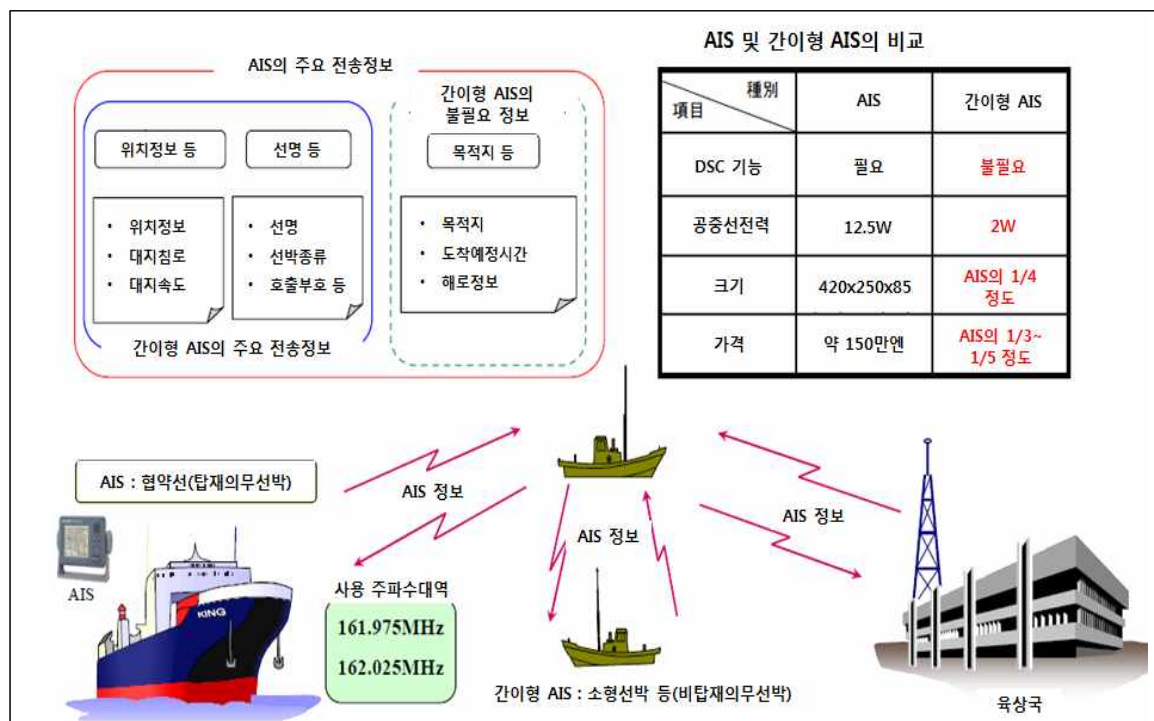 AIS의 주요 전송정보
간이형 AIS의
불필요 정보
위치정보 등
선명 등
목적지 등
• 위치정보
• 대지침로
• 대지속도
• 선명
• 선박종류
• 호출부호 등
• 목적지
• 도착예정시간
• 해로정보
간이형 AIS의 주요 전송정보
AIS 및 간이형 AIS의 비교
種別
項目
AIS
간이형 AIS
DSC 기능
필요
불필요
공중선전력
12.5W
2W
크기
420x250x85
AIS의 1/4
정도
가격
약 150만엔
AIS의 1/3~
1/5 정도
AIS : 협약선(탑재의무선박)
AIS 정보
AIS 정보
AIS 정보
AIS
KING
사용 주파수대역
161.975MHz
162.025MHz
간이형 AIS : 소형선박 등(비탑재의무선박)
육상국